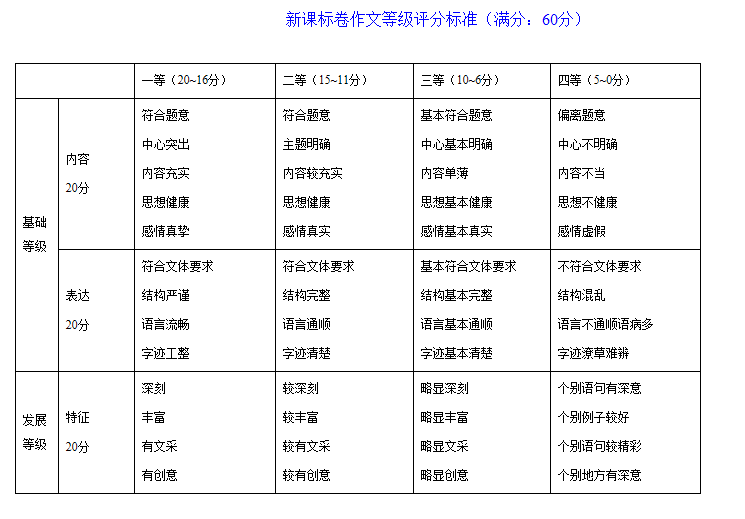 新课标卷作文等级评分标准（满分：60分）
一等（20~16分） 二等（15~11分） 三等（10~6分） 四等（5~0分）
基础等级
内容
20分
符合题意 符合题意 基本符合题意 偏离题意
中心突出 主题明确 中心基本明确 中心不明确
内容充实 内容较充实 内容单薄 内容不当
思想健康 思想健康 思想基本健康 思想不健康
感情真挚 感情真实 感情基本真实 感情虚假
表达
20分
符合文体要求 符合文体要求 基本符合文体要求 不符合文体要求
结构严谨 结构完整 结构基本完整 结构混乱
语言流畅 语言通顺 语言基本通顺 语言不通顺语病多
字迹工整 字迹清楚 字迹基本清楚 字迹潦草难辨
发展等级
特征
20分
深刻 较深刻 略显深刻 个别语句有深意
丰富 较丰富 略显丰富 个别例子较好
有文采 较有文采 略显文采 个别语句较精彩
有创意 较有创意 略显创意 个别地方有深意